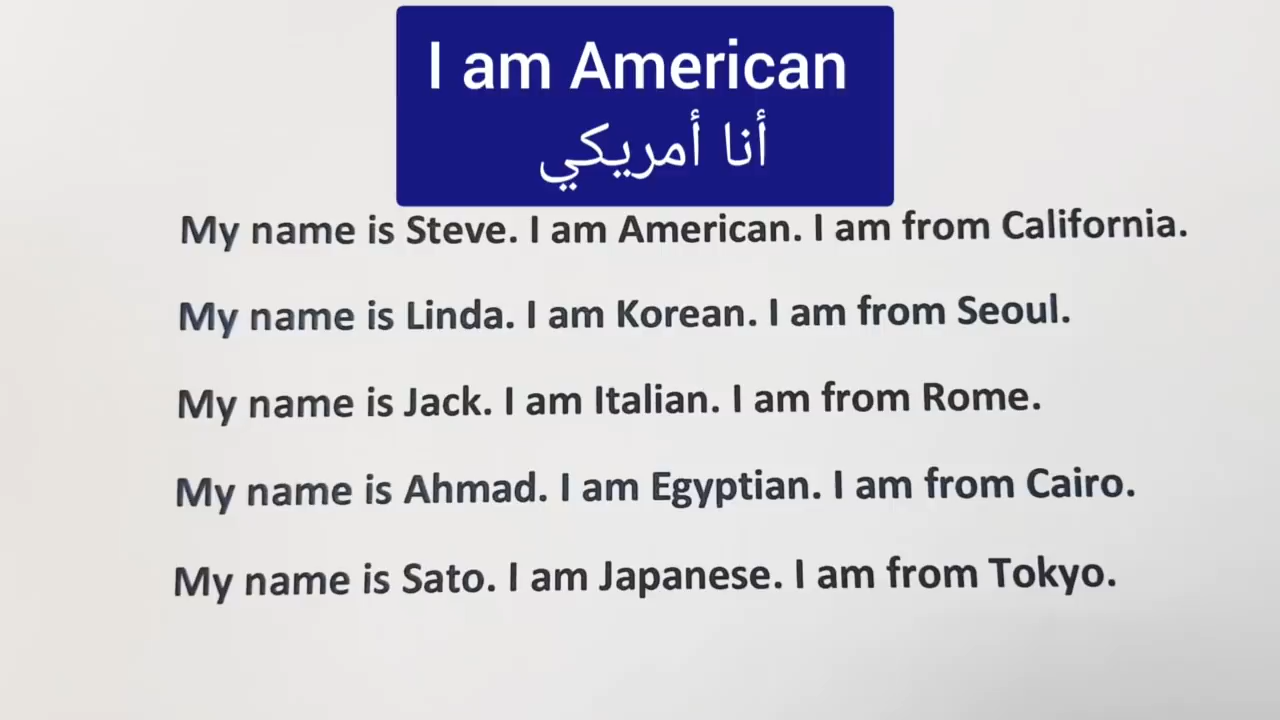 I am American
أنا أمريكي
My name is Steve. I am American. I am from California.
My name is Linda. I am Korean. I am from Seoul.
My name is Jack. I am Italian. I am from Rome.
My name is Ahmad. I am Egyptian. I am from Cairo.
My name is Sato. I am Japanese. I am from Tokyo.